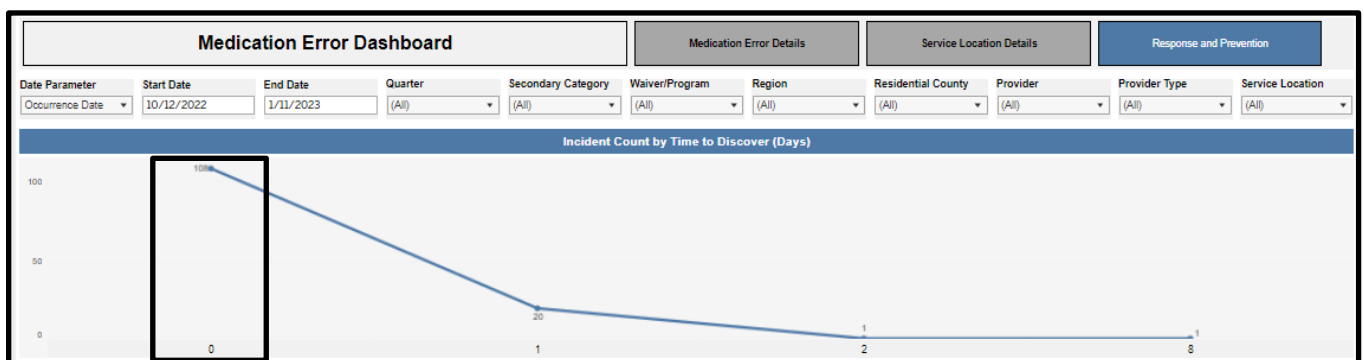 Medication Error Dashboard Medication Error Details Service Location Details Response and Prevention
Date Parameter Start Date End Date Quarter Secondary Category Waiver/Program Region Residential County Provider Provider Type Service Location
Occurrence Date 10/12/2022 1/11/2023 (All) (All) (All) (All) (All) (All) (All) (All)
Incident Count by Time to Discover (Days)
108
100
50
20
1 1
0
0 1 2 8